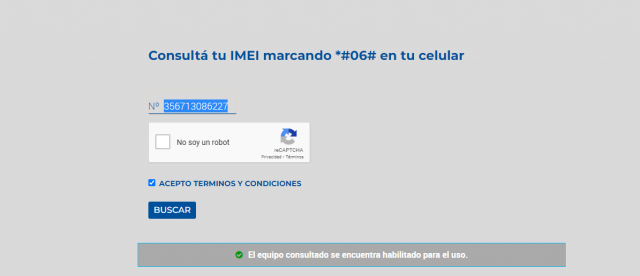 Consultá tu IMEI marcando *#06# en tu celular
Nº 356713086227
No soy un robot
reCAPTCHA
Privacidad - Términos
ACEPTO TERMINOS Y CONDICIONES
BUSCAR
El equipo consultado se encuentra habilitado para el uso.